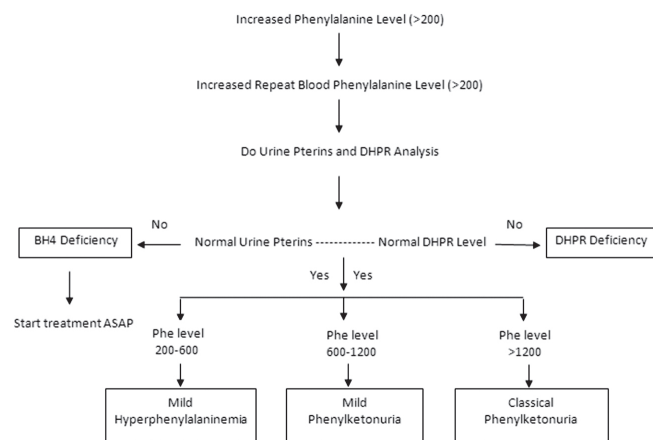 Increased Phenylalanine Level (>200)
Increased Repeat Blood Phenylalanine Level (>200)
Do Urine Pterins and DHPR Analysis
No
No
BH4 Deficiency
Normal Urine Pterins ----------- Normal DHPR Level
DHPR Deficiency
Yes Yes
Start treatment ASAP
Phe level
200-600
Phe level
600-1200
Phe level
>1200
Mild
Hyperphenylalaninemia
Mild
Phenylketonuria
Classical
Phenylketonuria